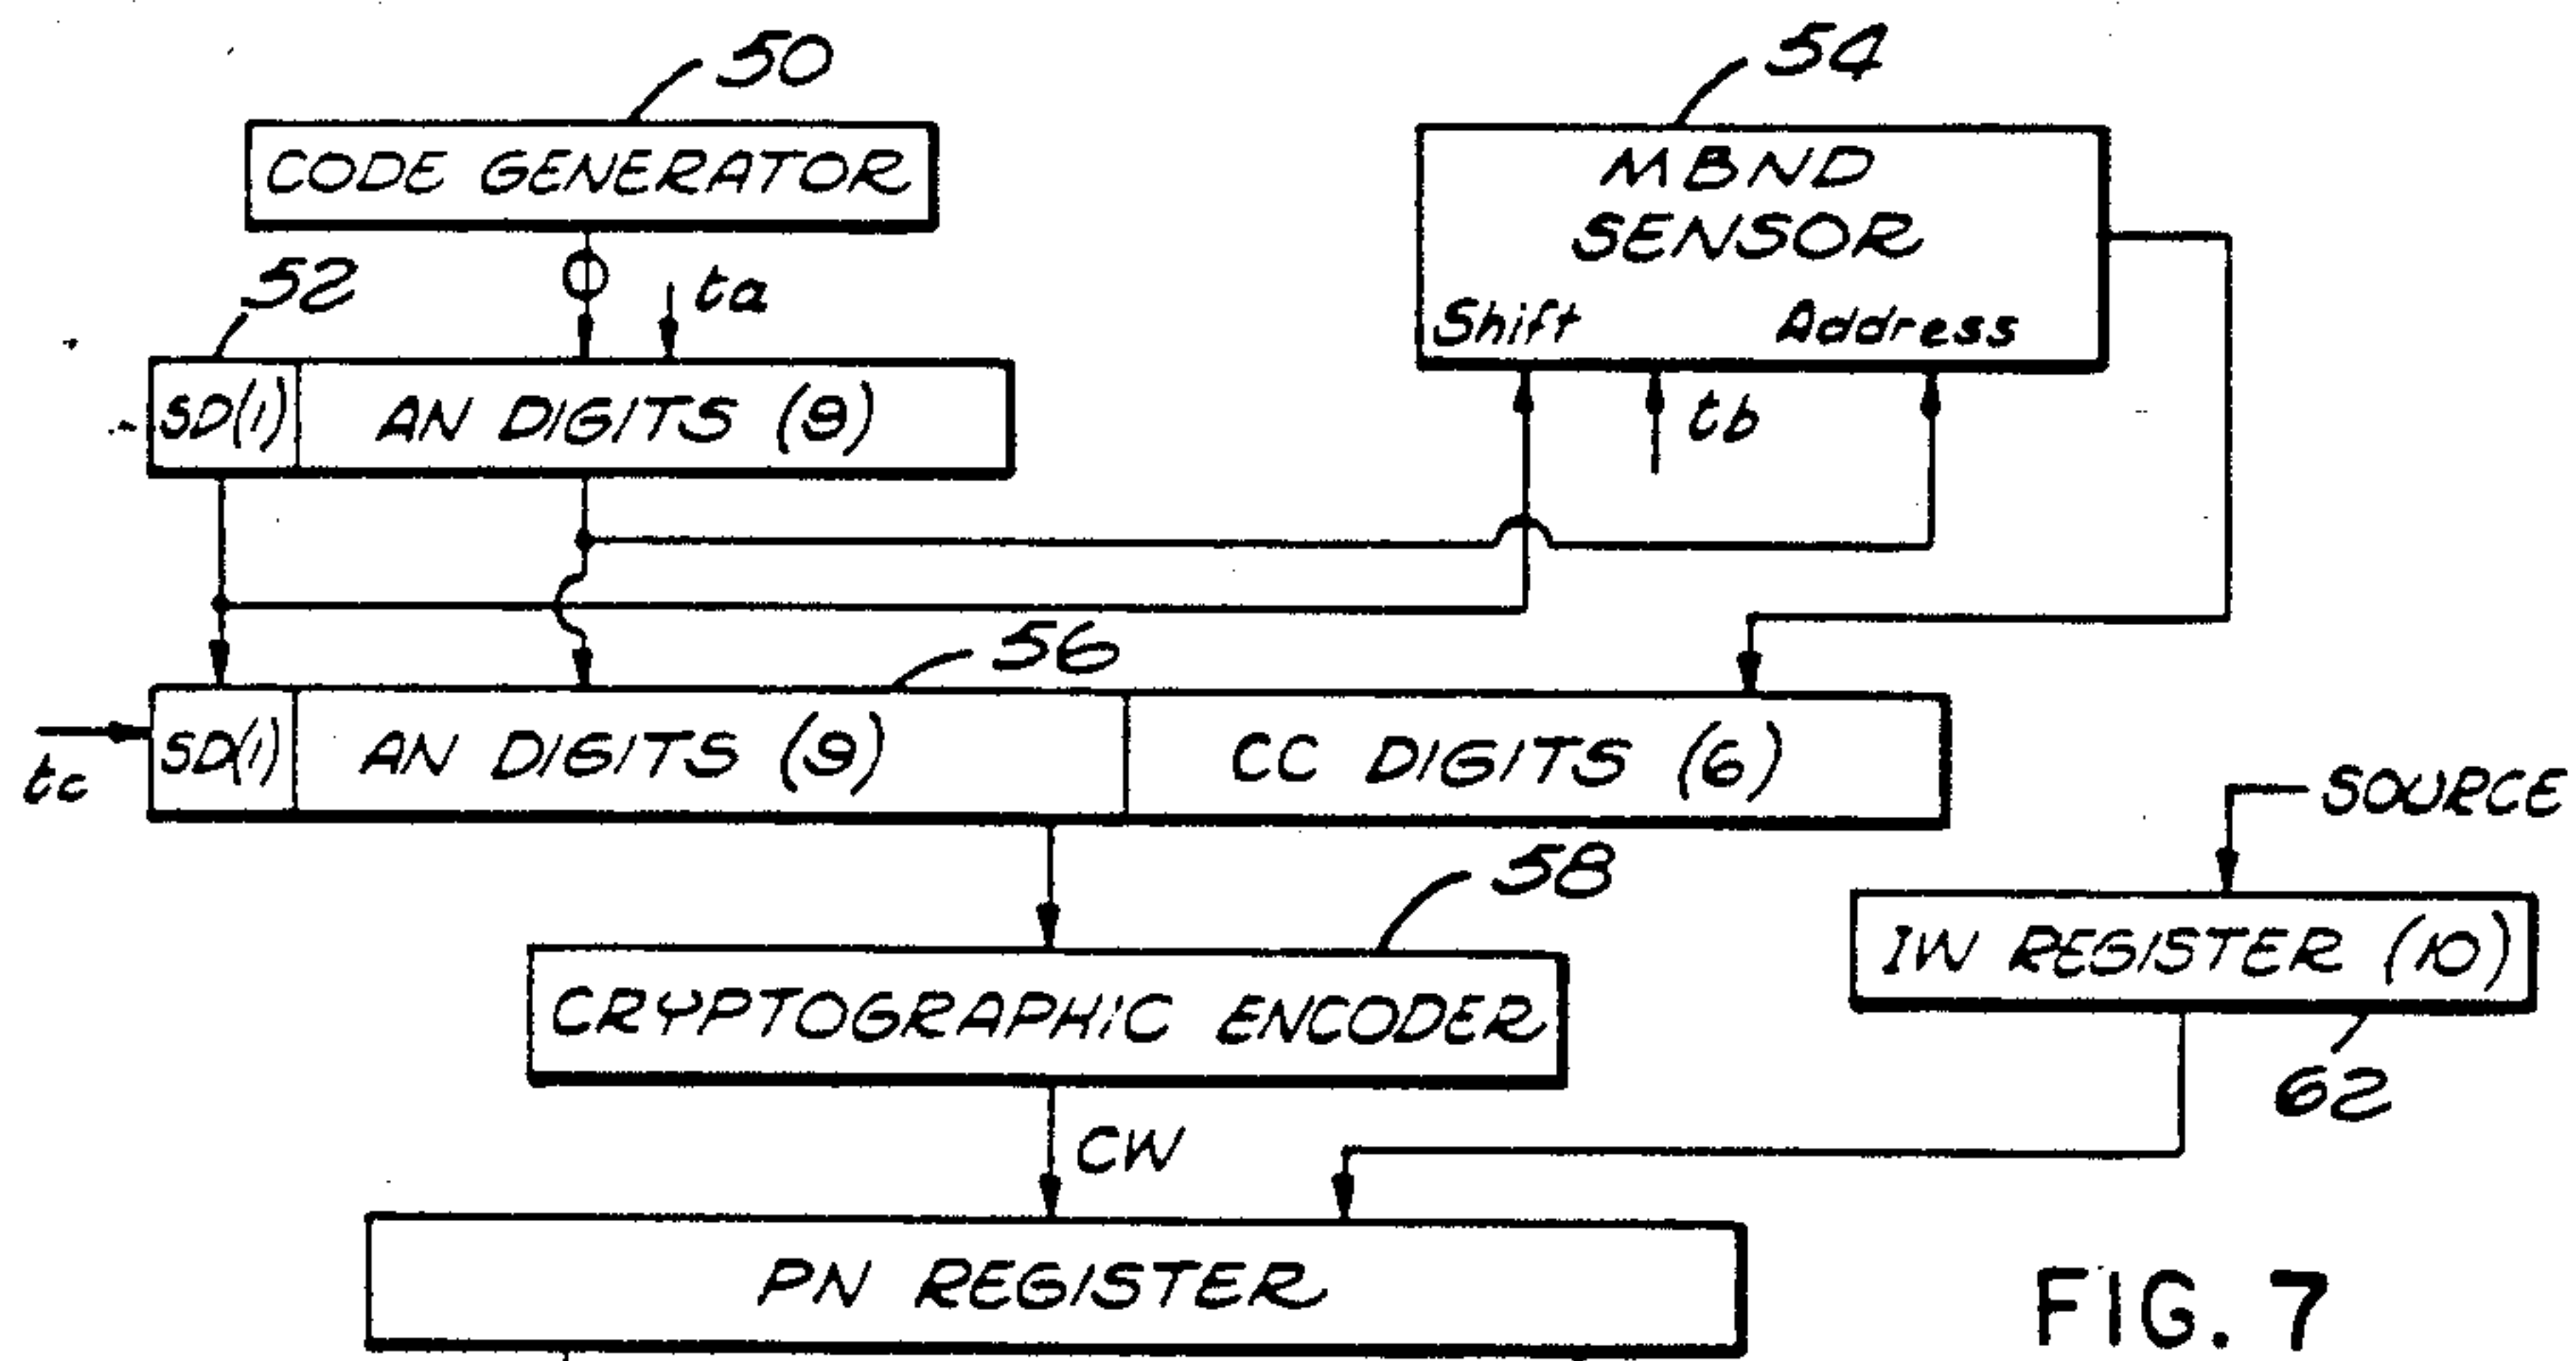 50
54
CODE GENERATOR
MBND
SENSOR
52
ta
Shift
Address
SD(1)
AN DIGITS (9)
tb
56
SD(1)
AN DIGITS (9)
CC DIGITS (6)
tc
SOURCE
58
IW REGISTER (10)
CRYPTOGRAPHIC ENCODER
62
CW
PN REGISTER
FIG. 7